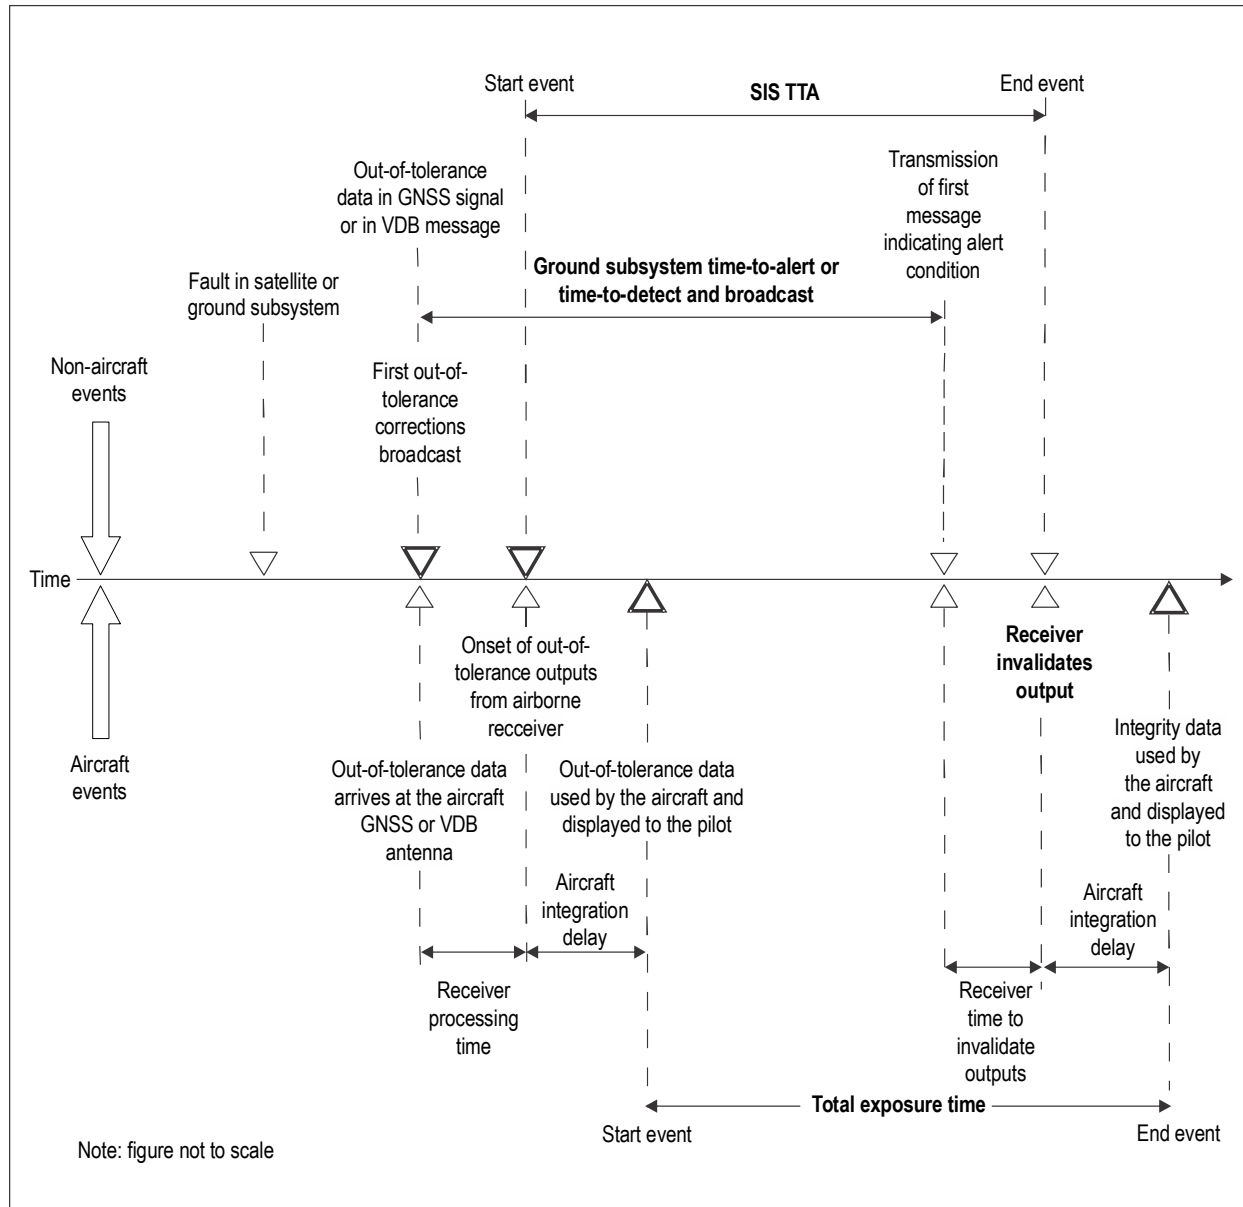 Start event
SIS TTA
End event
Out-of-tolerance
data in GNSS signal
or in VDB message
Transmission
of first
message
indicating alert
condition
Ground subsystem time-to-alert or
time-to-detect and broadcast
Fault in satellite or
ground subsystem
Non-aircraft
events
First out-of-
tolerance
corrections
broadcast
Time
Onset of out-of-
tolerance outputs
from airborne
recceiver
Receiver
invalidates
output
Aircraft
events
Out-of-tolerance data
arrives at the aircraft
GNSS or VDB
antenna
Out-of-tolerance data
used by the aircraft and
displayed to the pilot
Integrity data
used by
the aircraft
and displayed
to the pilot
Aircraft
integration
delay
Aircraft
integration
delay
Receiver
processing
time
Receiver
time to
invalidate
outputs
Total exposure time
Start event
End event
Note: figure not to scale